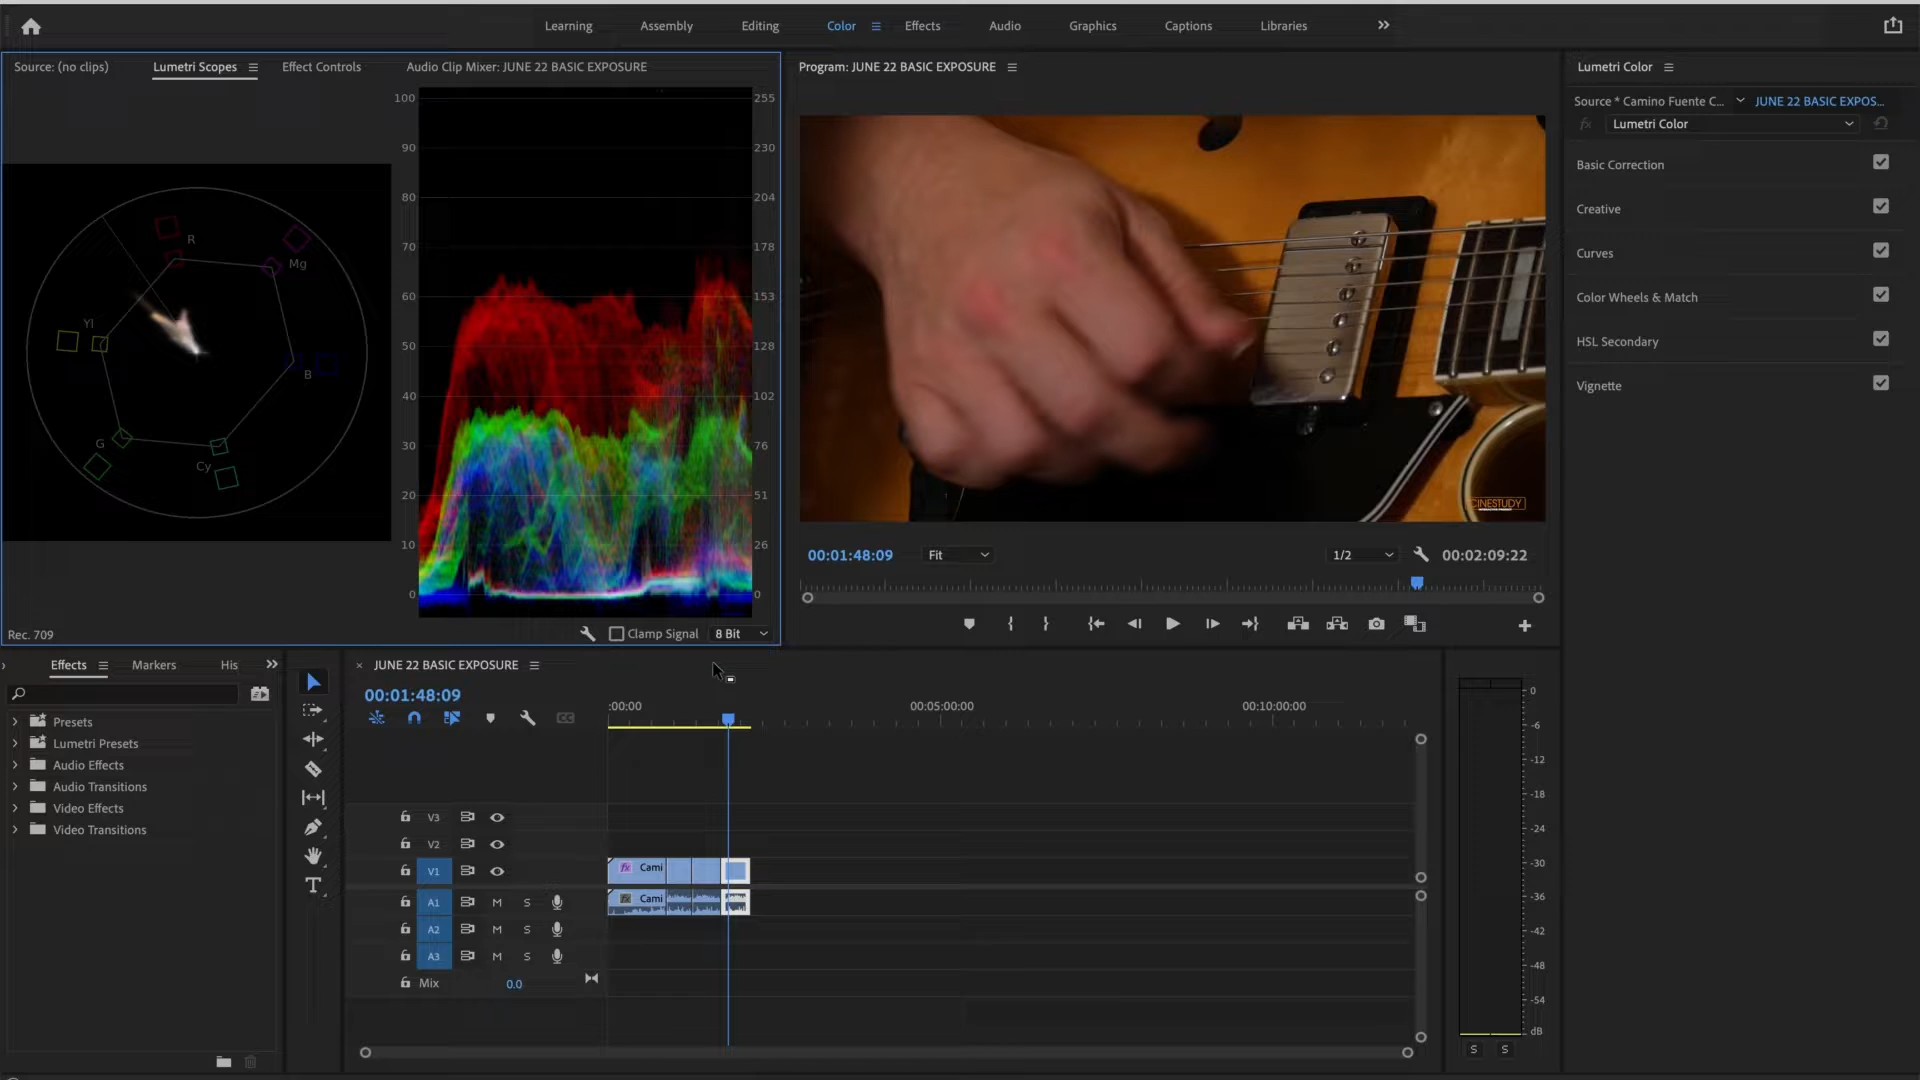 Learning Assembly Editing Color Effects Audio Graphics Captions Libraries
Source: (no clips) Lumetri Scopes Effect Controls Audio Clip Mixer: JUNE 22 BASIC EXPOSURE
100 255
90 230
80 204
70 178
60 153
50 128
40 102
30 76
20 51
10 26
0 0
R
Mg
Yl
B
G
Cy
Rec. 709
Clamp Signal 8 Bit
Program: JUNE 22 BASIC EXPOSURE
CINESTUDY
00:01:48:09 Fit 1/2 00:02:09:22
Lumetri Color
Source * Camino Fuente C... JUNE 22 BASIC EXPOS...
fx Lumetri Color
Basic Correction
Creative
Curves
Color Wheels & Match
HSL Secondary
Vignette
Effects Markers His
Presets
Lumetri Presets
Audio Effects
Audio Transitions
Video Effects
Video Transitions
× JUNE 22 BASIC EXPOSURE
00:01:48:09
:00:00 00:05:00:00 00:10:00:00
V3
V2
V1 fx Cami
A1 M S fx Cami
A2 M S
A3 M S
Mix 0.0
0
-6
-12
-18
-24
-30
-36
-42
-48
-54
dB
S S